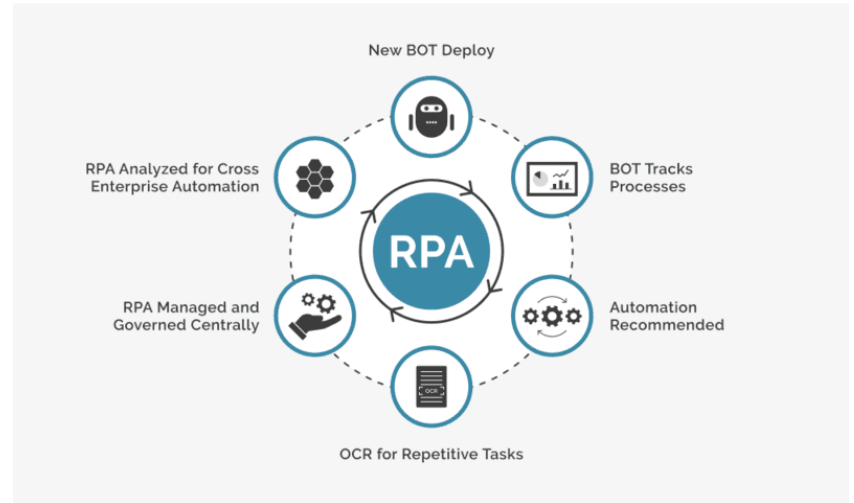 New BOT Deploy
RPA Analyzed for Cross
Enterprise Automation
BOT Tracks
Processes
RPA
RPA Managed and
Governed Centrally
Automation
Recommended
OCR
OCR for Repetitive Tasks